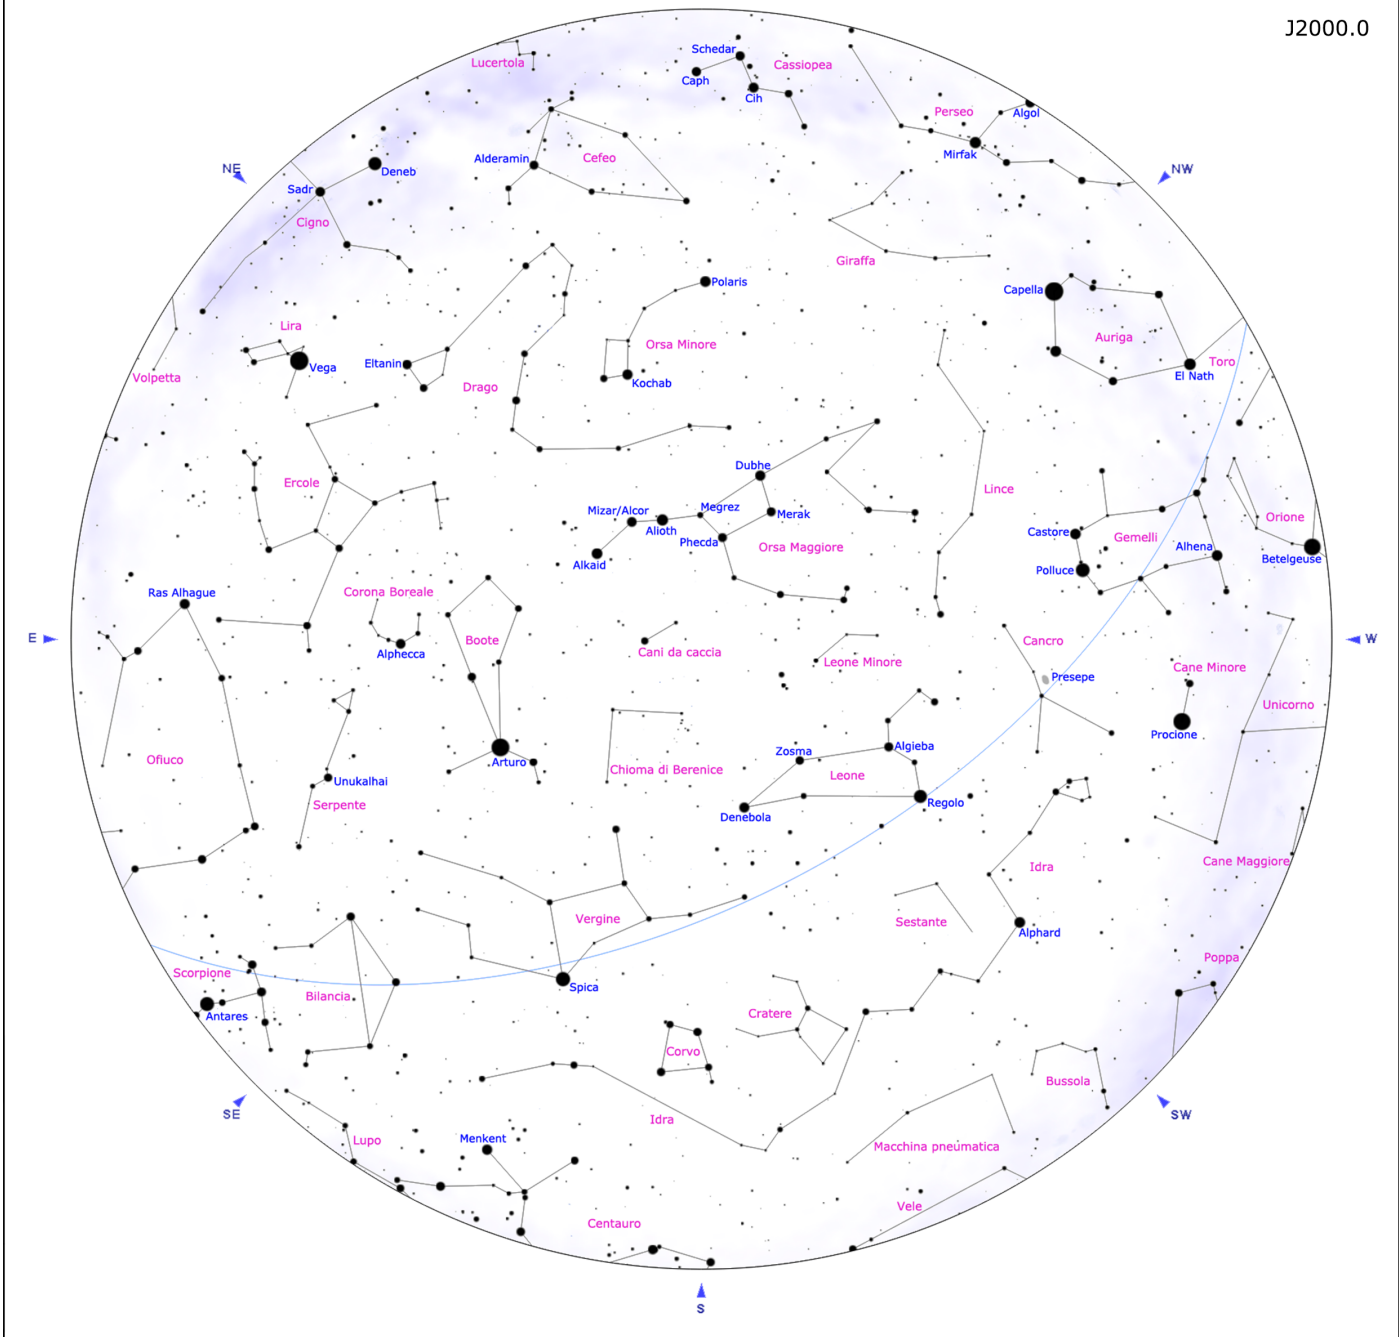 J2000.0
Schedar
Lucertola
Cassiopea
Caph
Cih
Perseo
Algol
Mirfak
Alderamin
Cefeo
NE
NW
Deneb
Sadr
Cigno
Giraffa
Polaris
Capella
Lira
Auriga
Orsa Minore
Eltanin
Toro
Vega
Volpetta
El Nath
Drago
Kochab
Dubhe
Ercole
Lince
Megrez
Mizar/Alcor
Merak
Orione
Alioth
Castore
Gemelli
Phecda
Orsa Maggiore
Alhena
Betelgeuse
Alkaid
Polluce
Ras Alhague
Corona Boreale
E
Boote
Cancro
W
Alphecca
Cani da caccia
Leone Minore
Cane Minore
Presepe
Unicorno
Procione
Algieba
Zosma
Ofiuco
Arturo
Chioma di Berenice
Leone
Unukalhai
Regolo
Serpente
Denebola
Cane Maggiore
Idra
Vergine
Sestante
Alphard
Poppa
Scorpione
Spica
Bilancia
Antares
Cratere
Corvo
Bussola
SE
SW
Idra
Lupo
Menkent
Macchina pneumatica
Vele
Centauro
S